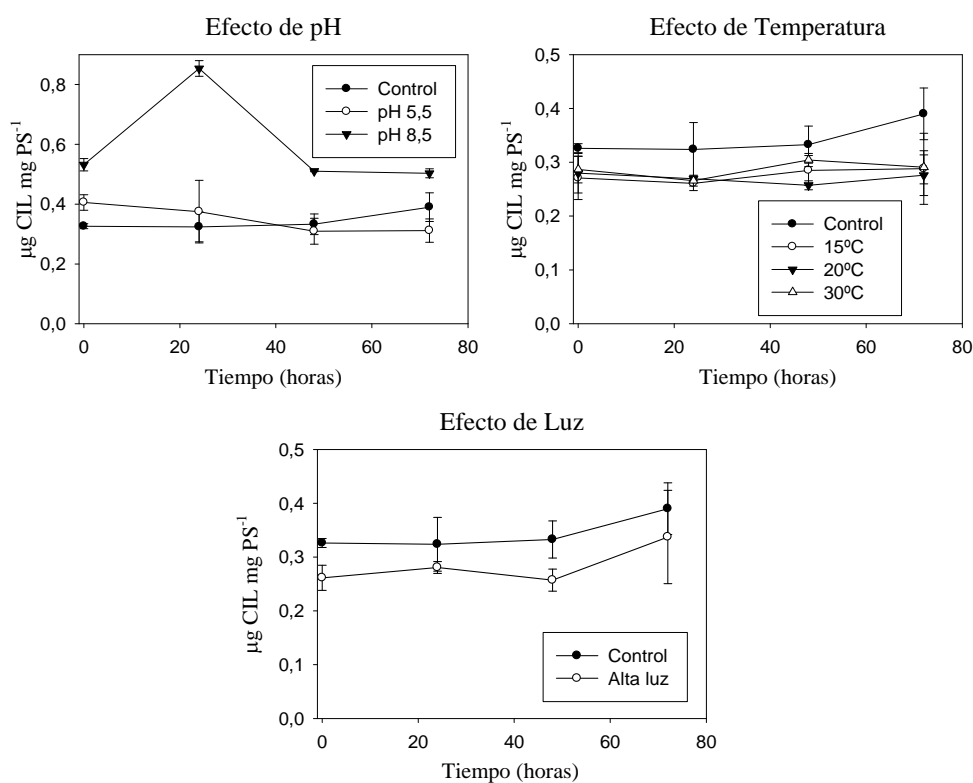 Efecto de pH
µg CIL mg PS⁻¹
0,8
0,6
0,4
0,2
0,0
Control
pH 5,5
pH 8,5
0 20 40 60 80
Tiempo (horas)
Efecto de Temperatura
µg CIL mg PS⁻¹
0,5
0,4
0,3
0,2
0,1
0,0
Control
15ºC
20ºC
30ºC
0 20 40 60 80
Tiempo (horas)
Efecto de Luz
µg CIL mg PS⁻¹
0,5
0,4
0,3
0,2
0,1
0,0
Control
Alta luz
0 20 40 60 80
Tiempo (horas)